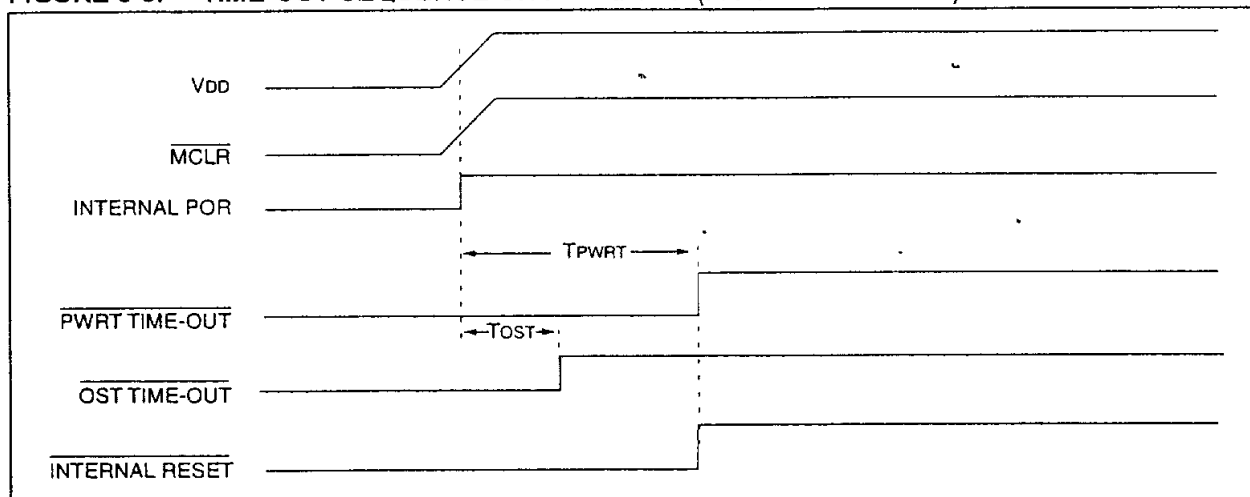 VDD
MCLR
INTERNAL POR
TPWRT
PWRT TIME-OUT
TOST
OST TIME-OUT
INTERNAL RESET